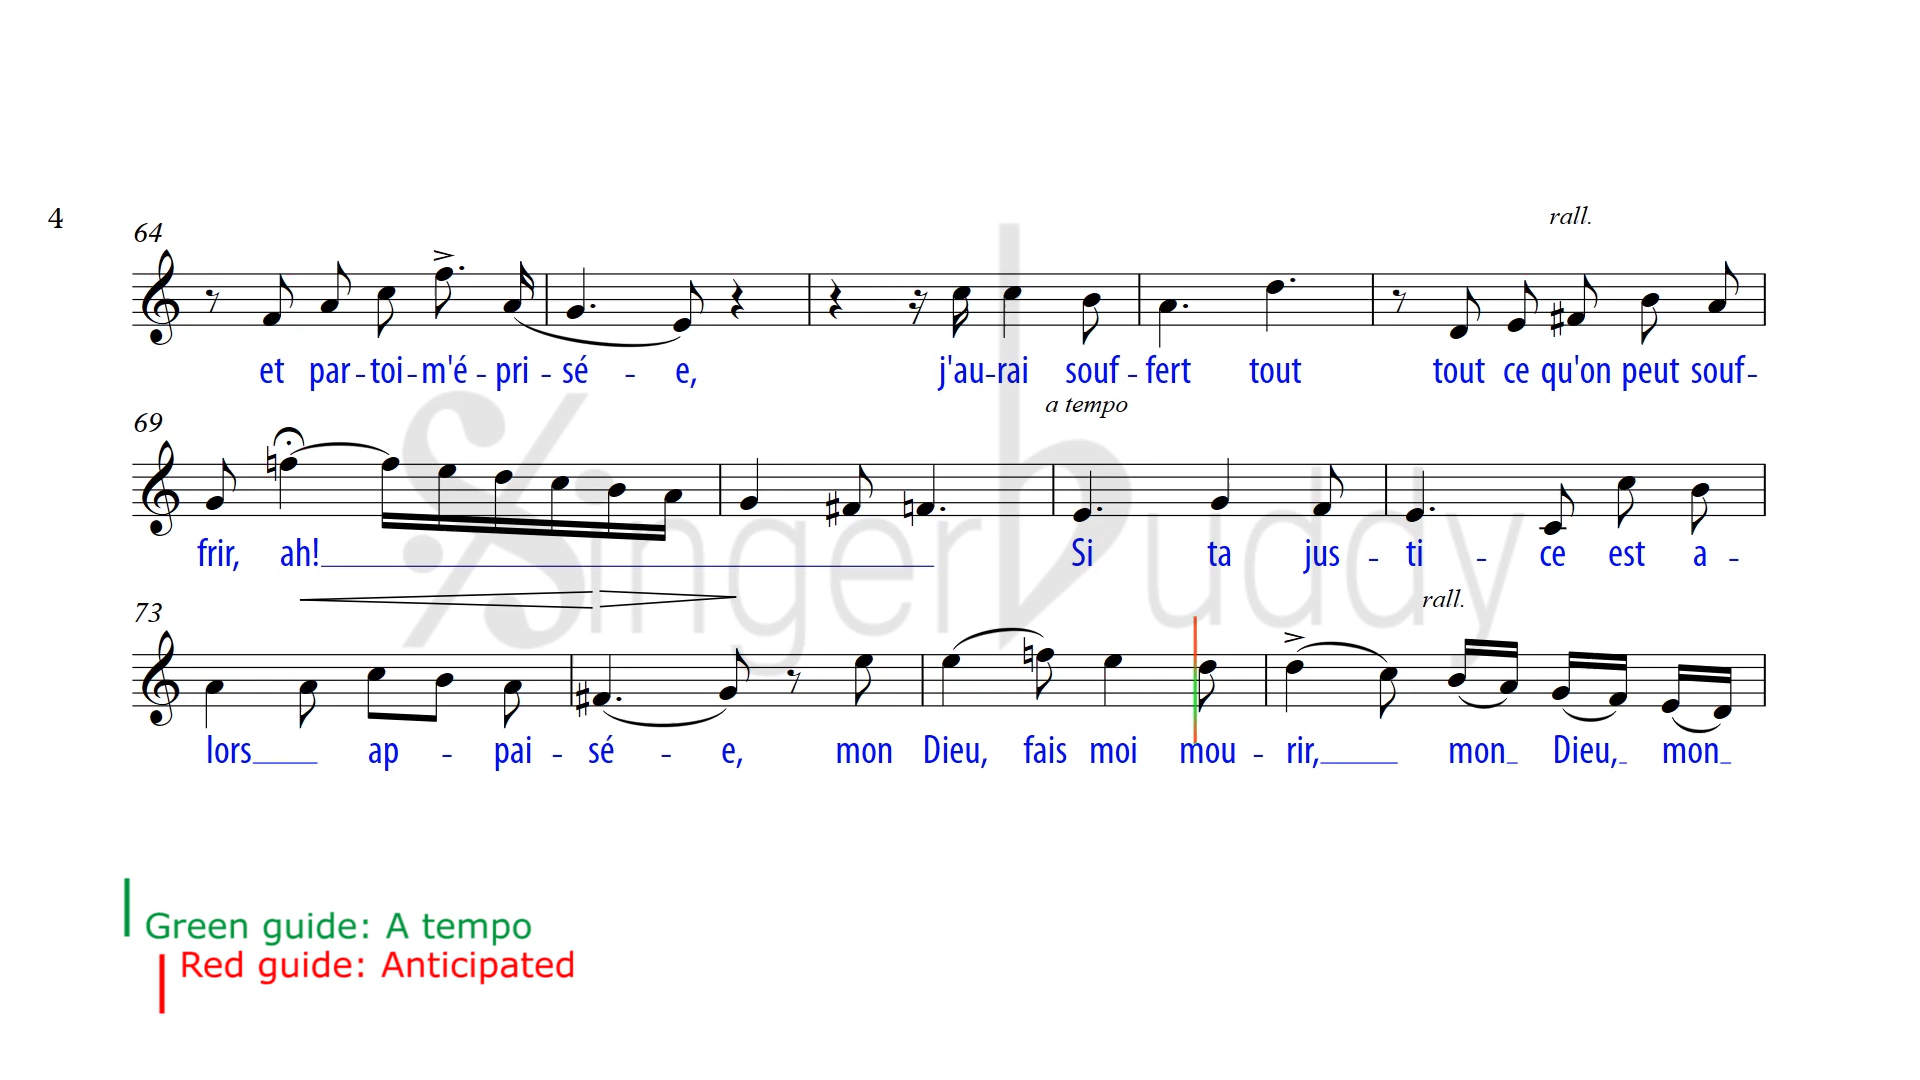 rall.
4
64
et par-toi-m'é-pri-sé - e, j'au-rai souf-fert tout tout ce qu'on peut souf-
a tempo
69
frir, ah! Si ta jus - ti - ce est a -
rall.
73
lors ap - pai - sé - e, mon Dieu, fais moi mou - rir, mon Dieu, mon
Singerbuddy
Green guide: A tempo
Red guide: Anticipated